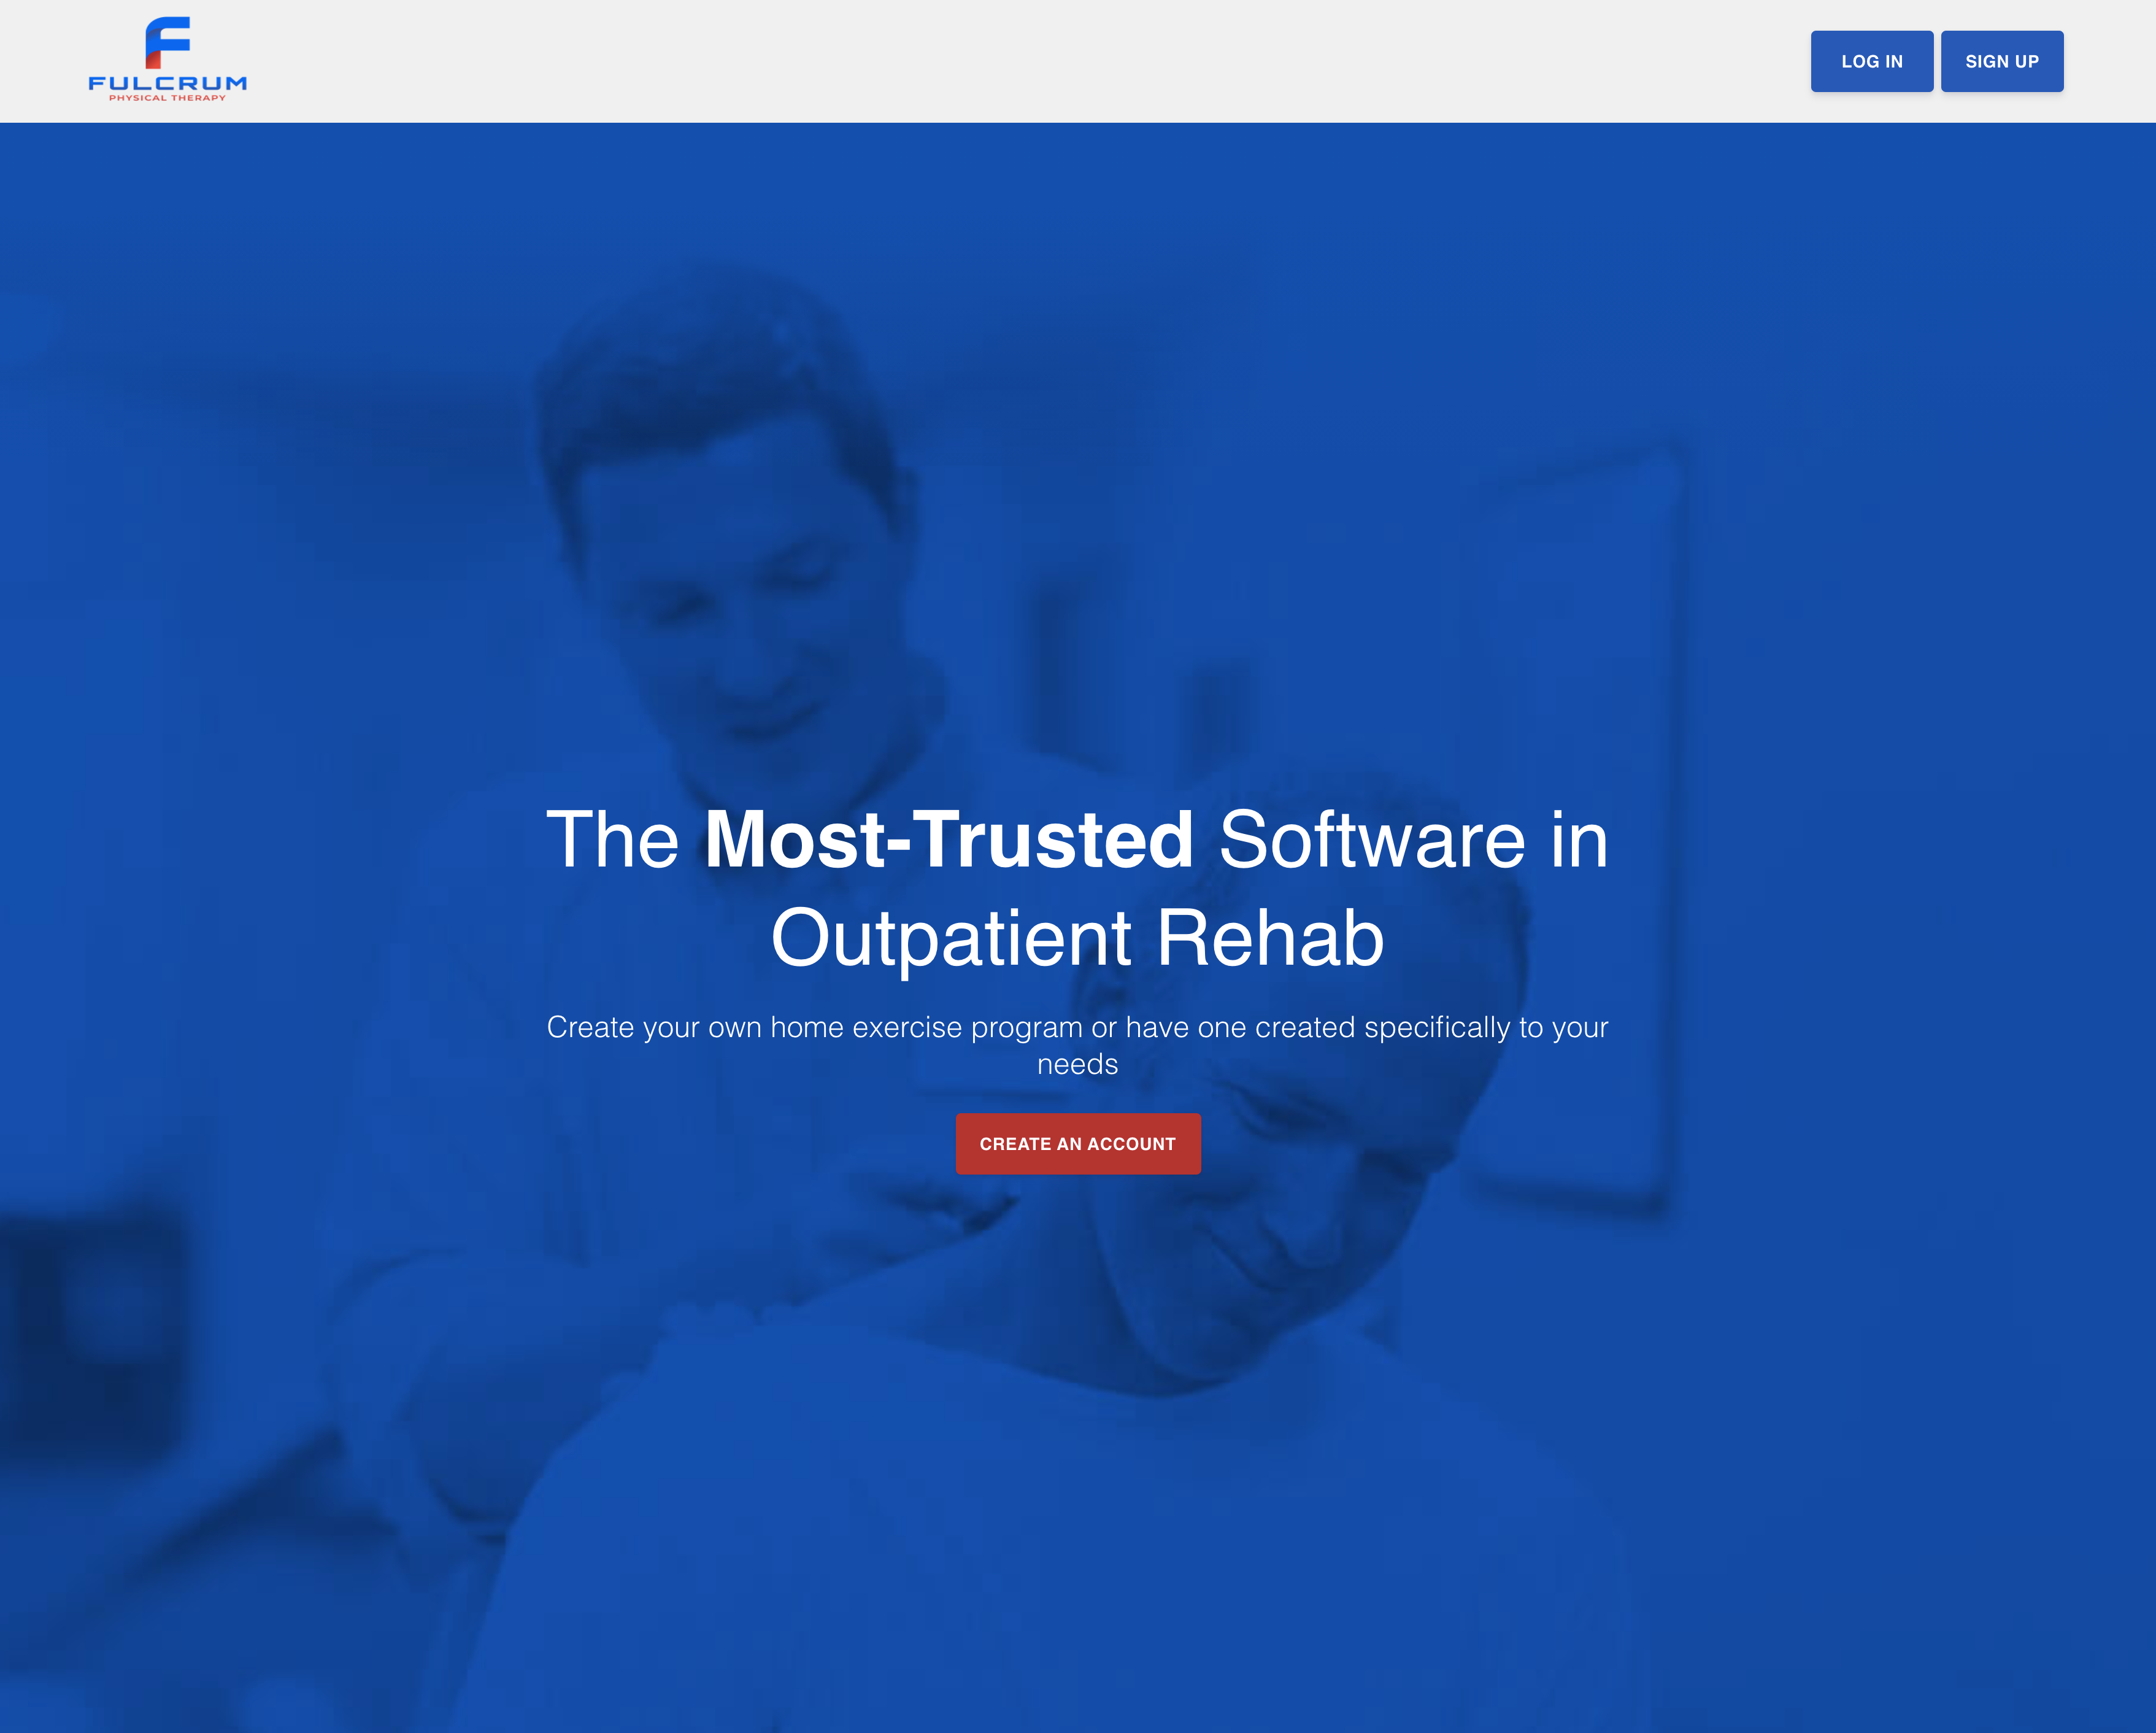 FULCRUM
PHYSICAL THERAPY
LOG IN
SIGN UP
The Most-Trusted Software in
Outpatient Rehab
Create your own home exercise program or have one created specifically to your
needs
CREATE AN ACCOUNT